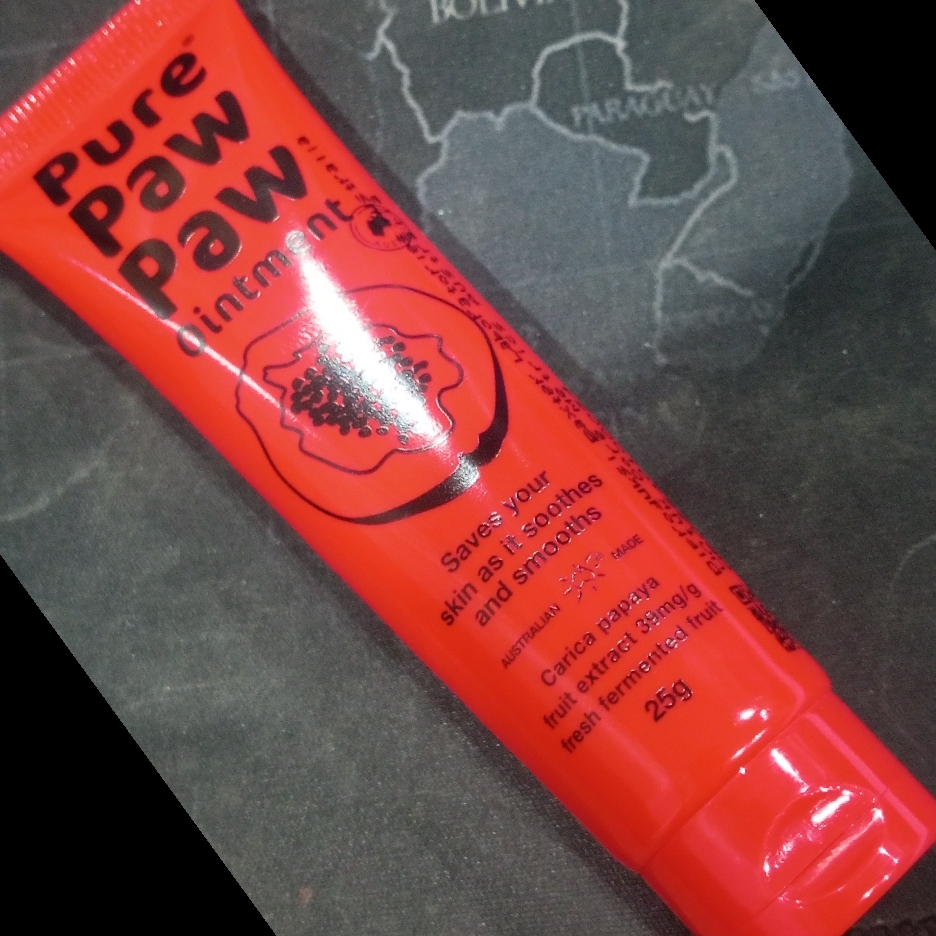 BOLIVIA
PARAGUAY
Pure
Paw
Paw
Ointment
Saves your
skin as it soothes
and smooths
AUSTRALIAN MADE
Carica papaya
fruit extract 39mg/g
fresh fermented fruit
25g